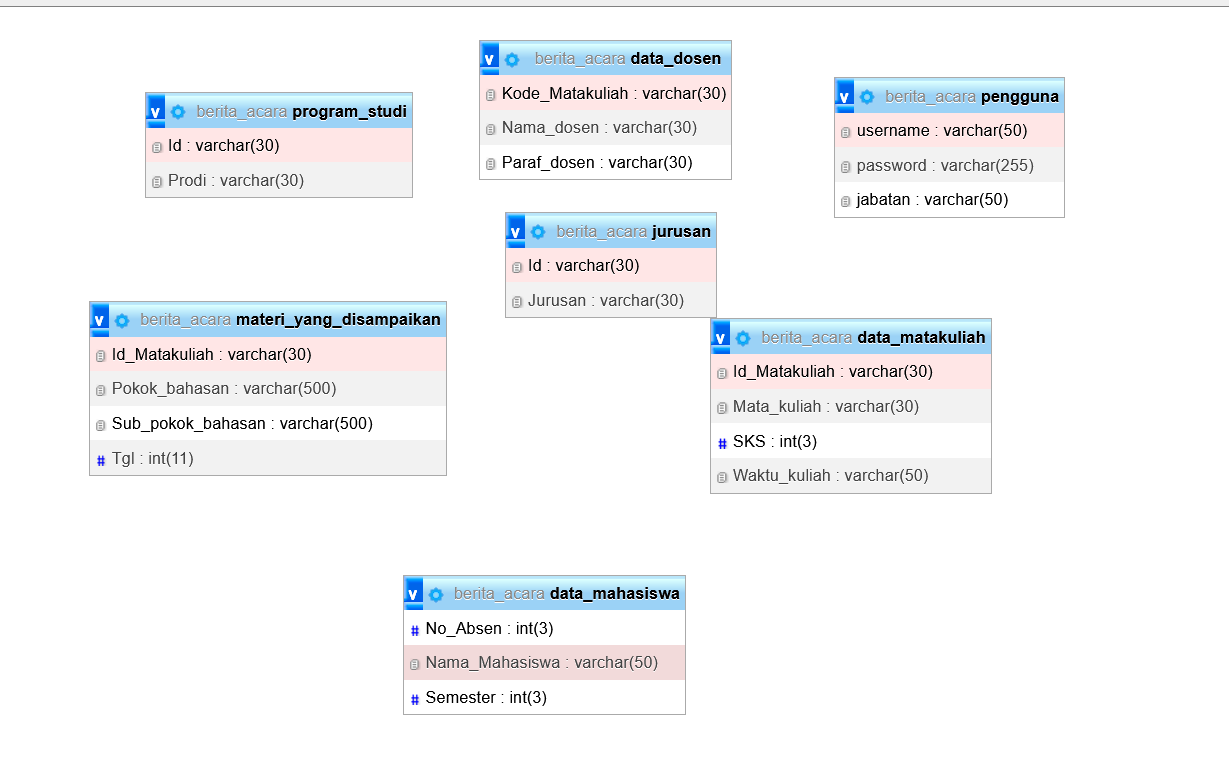 berita_acara program_studi
Id : varchar(30)
Prodi : varchar(30)
v berita_acara data_dosen
Kode_Matakuliah : varchar(30)
Nama_dosen : varchar(30)
Paraf_dosen : varchar(30)
v berita_acara pengguna
username : varchar(50)
password : varchar(255)
jabatan : varchar(50)
v berita_acara jurusan
Id : varchar(30)
Jurusan : varchar(30)
v berita_acara materi_yang_disampaikan
Id_Matakuliah : varchar(30)
Pokok_bahasan : varchar(500)
Sub_pokok_bahasan : varchar(500)
# Tgl : int(11)
v berita_acara data_matakuliah
Id_Matakuliah : varchar(30)
Mata_kuliah : varchar(30)
# SKS : int(3)
Waktu_kuliah : varchar(50)
v berita_acara data_mahasiswa
# No_Absen : int(3)
Nama_Mahasiswa : varchar(50)
# Semester : int(3)